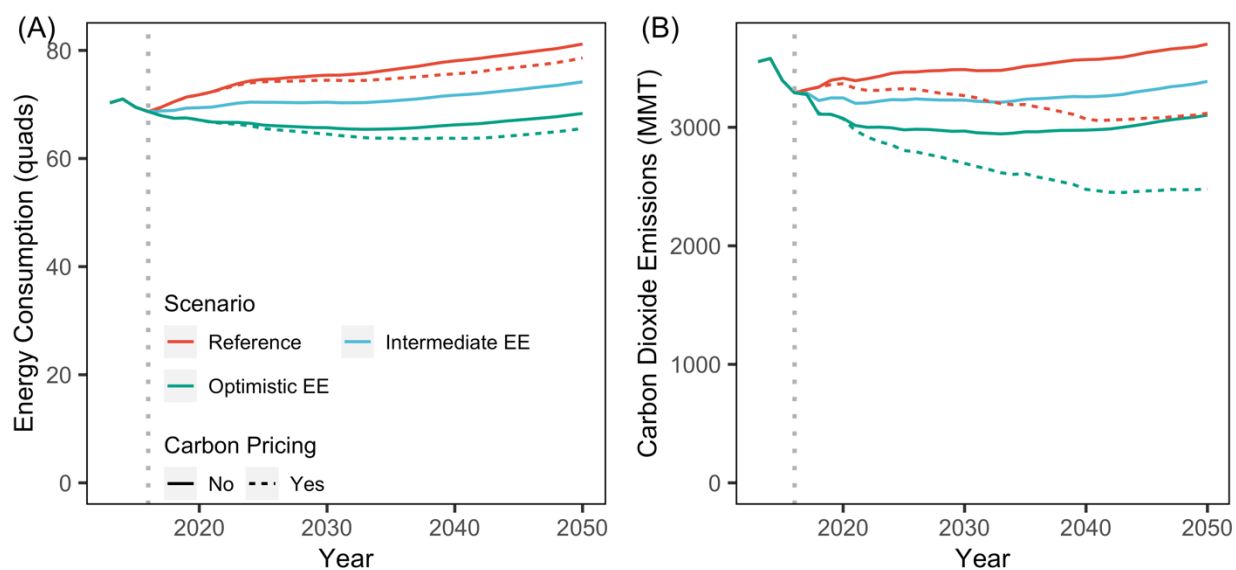 (A)
80
60
40
20
0
Energy Consumption (quads)
Scenario
Reference Intermediate EE
Optimistic EE
Carbon Pricing
No Yes
2020 2030 2040 2050
Year
(B)
3000
2000
1000
0
Carbon Dioxide Emissions (MMT)
2020 2030 2040 2050
Year